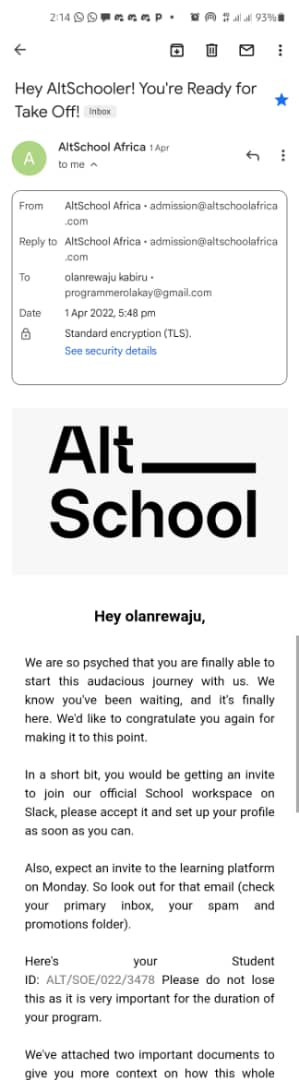 2:14 P • 93%
Hey AltSchooler! You're Ready for
Take Off! Inbox
A
AltSchool Africa 1 Apr
to me
From AltSchool Africa • admission@altschoolafrica
.com
Reply to AltSchool Africa • admission@altschoolafrica
.com
To olanrewaju kabiru •
programmerolakay@gmail.com
Date 1 Apr 2022, 5:48 pm
Standard encryption (TLS).
See security details
Alt
School
Hey olanrewaju,
We are so psyched that you are finally able to
start this audacious journey with us. We
know you've been waiting, and it's finally
here. We'd like to congratulate you again for
making it to this point.
In a short bit, you would be getting an invite
to join our official School workspace on
Slack, please accept it and set up your profile
as soon as you can.
Also, expect an invite to the learning platform
on Monday. So look out for that email (check
your primary inbox, your spam and
promotions folder).
Here's your Student
ID: ALT/SOE/022/3478 Please do not lose
this as it is very important for the duration of
your program.
We've attached two important documents to
give you more context on how this whole